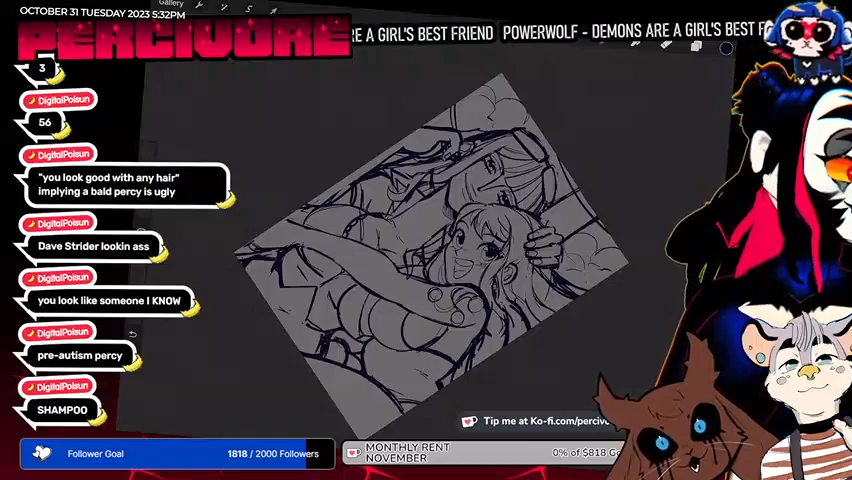 Gallery
OCTOBER 31 TUESDAY 2023 5:32PM
PERCIVORE
RE A GIRL'S BEST FRIEND POWERWOLF - DEMONS ARE A GIRL'S BEST F
3
DigitalPoisun
56
DigitalPoisun
"you look good with any hair"
implying a bald percy is ugly
DigitalPoisun
Dave Strider lookin ass
DigitalPoisun
you look like someone I KNOW
DigitalPoisun
pre-autism percy
DigitalPoisun
SHAMPOO
Tip me at Ko-fi.com/percivo
Follower Goal
1818 / 2000 Followers
MONTHLY RENT
NOVEMBER
0% of $818 Go